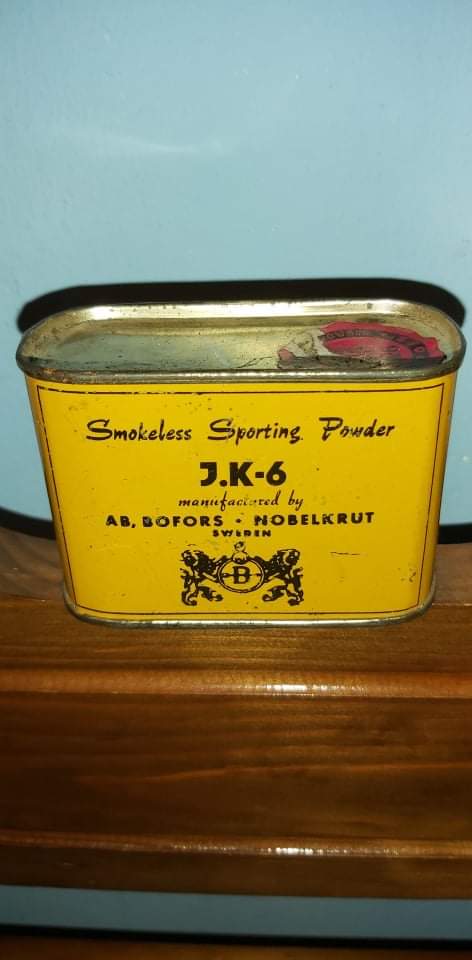 Smokeless Sporting Powder
J.K-6
manufactured by
AB, BOFORS · NOBELKRUT
SWEDEN
B